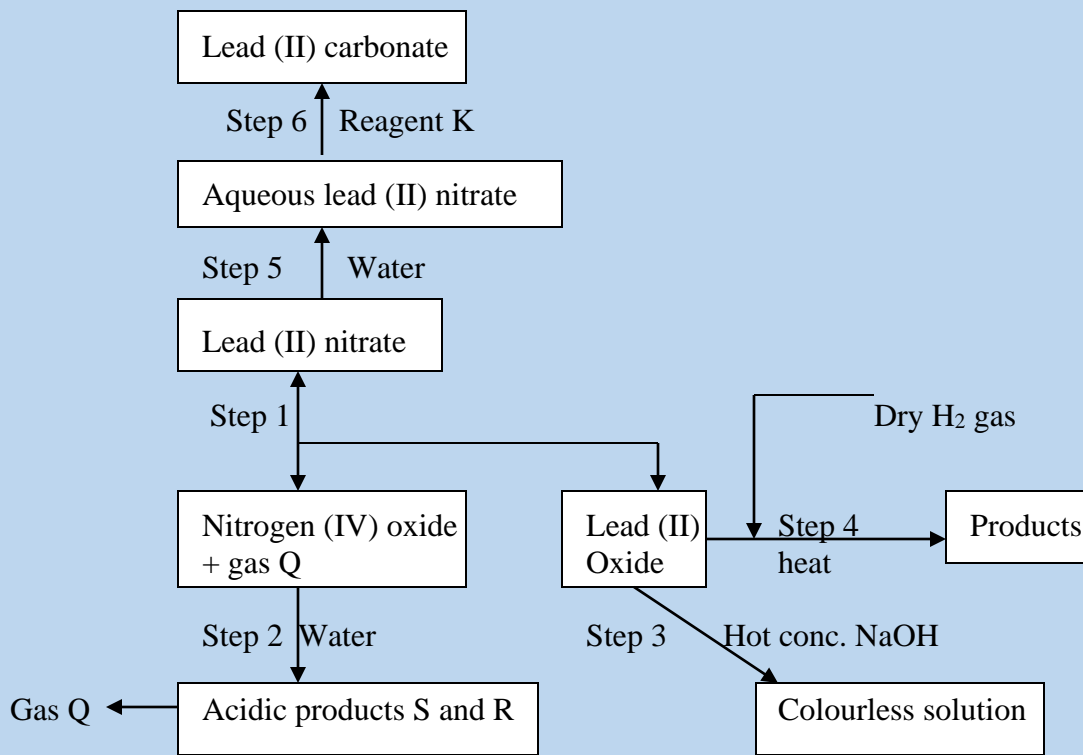 Lead (II) carbonate
Step 6 Reagent K
Aqueous lead (II) nitrate
Step 5 Water
Lead (II) nitrate
Step 1
Dry H₂ gas
Nitrogen (IV) oxide
+ gas Q
Lead (II)
Oxide
Step 4
heat
Products
Step 2 Water
Step 3 Hot conc. NaOH
Gas Q
Acidic products S and R
Colourless solution